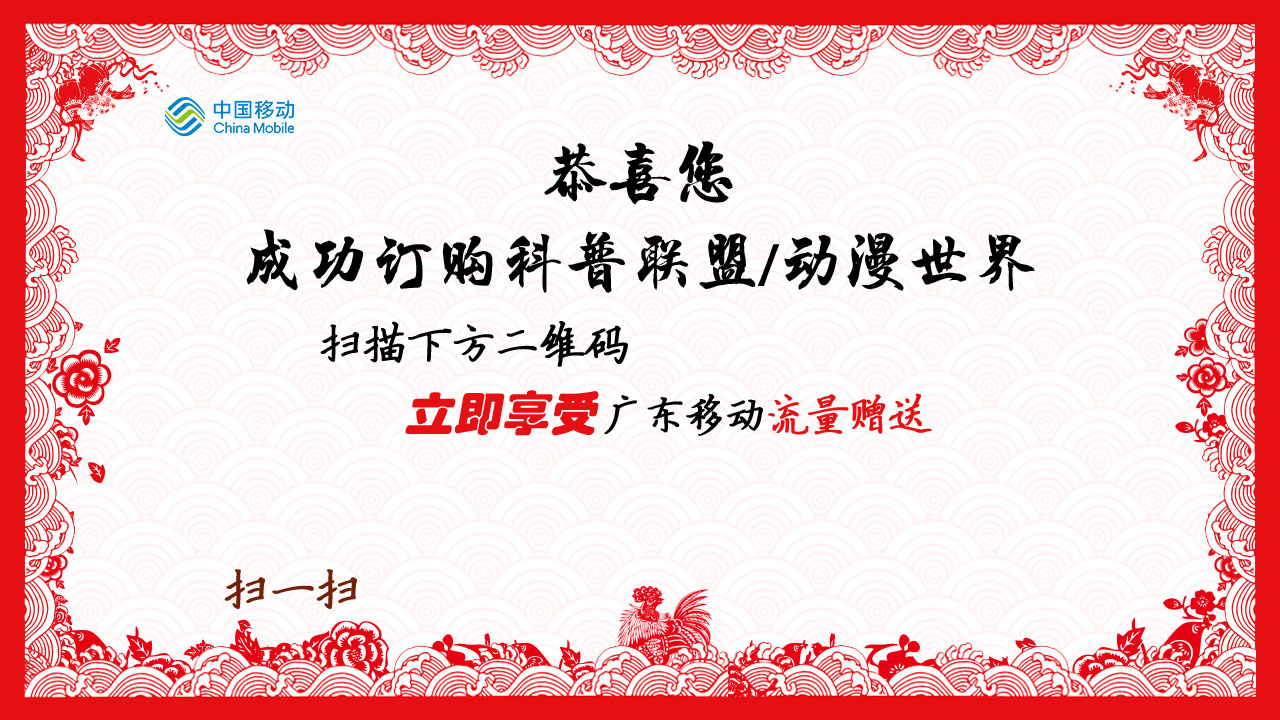 中国移动
China Mobile
恭喜您
成功订购科普联盟/动漫世界
扫描下方二维码
立即享受广东移动流量赠送
扫一扫